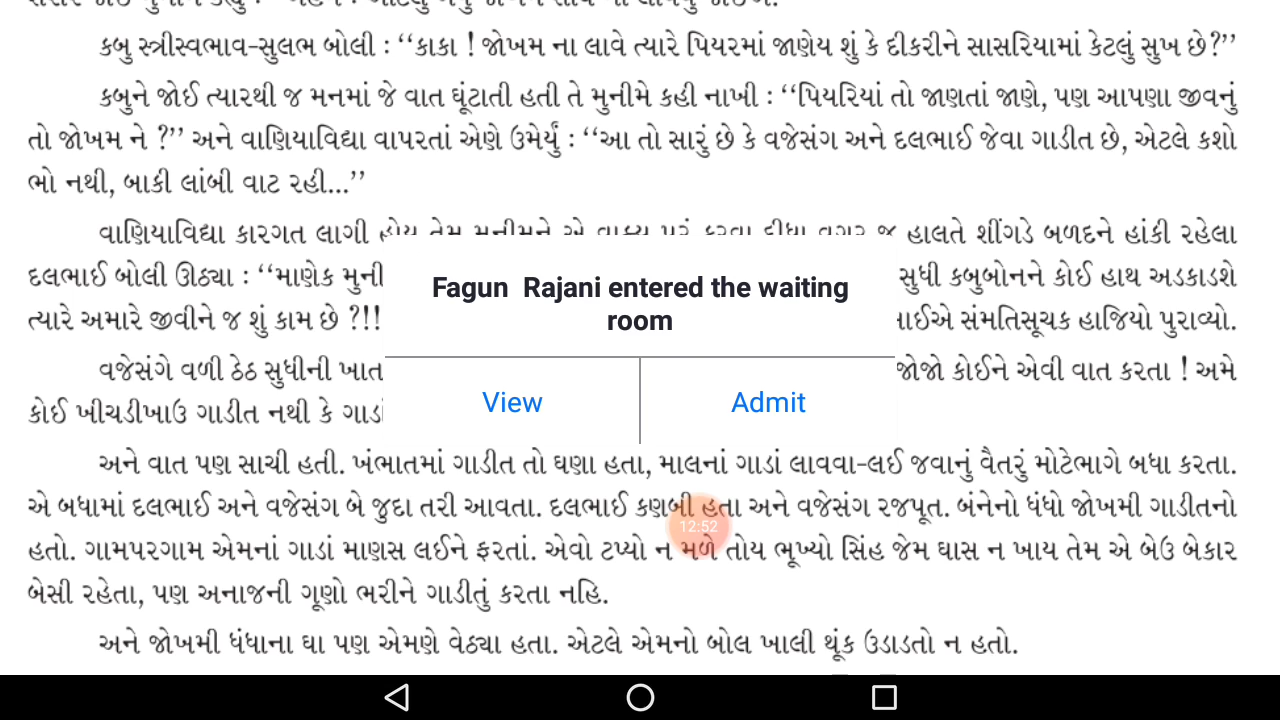 કબુ સ્ત્રીસ્વભાવ-સુલભ બોલી : ‘‘કાકા ! જોખમ ના લાવે ત્યારે પિયરમાં જાણેય શું કે દીકરીને સાસરિયામાં કેટલું સુખ છે?’’
કબુને જોઈ ત્યારથી જ મનમાં જે વાત ઘૂંટાતી હતી તે મુનીમે કહી નાખી : ‘‘પિયરિયાં તો જાણતાં જાણે, પણ આપણા જીવનું
તો જોખમ ને ?’’ અને વાણિયાવિદ્યા વાપરતાં એણે ઉમેર્યું : ‘‘આ તો સારું છે કે વજેસંગ અને દલભાઈ જેવા ગાડીત છે, એટલે કશો
ભો નથી, બાકી લાંબી વાટ રહી...’’
વાણિયાવિદ્યા કારગત લાગી હોય તેમ મુનીમને એ વાક્ય પૂરું કરવા દીધા વગર જ હાલતે શીંગડે બળદને હાંકી રહેલા
દલભાઈ બોલી ઊઠ્યા : ‘‘માણેક મુની સુધી કબુબોનને કોઈ હાથ અડકાડશે
Fagun Rajani entered the waiting
room
ત્યારે અમારે જીવીને જ શું કામ છે ?!!! સંમતિસૂચક હાજિયો પુરાવ્યો.
વજેસંગે વળી ઠેઠ સુધીની જોજો કોઈને એવી વાત કરતા ! અમે
View
Admit
કોઈ ખીચડીખાઉ ગાડીત નથી કે
અને વાત પણ સાચી હતી. ખંભાતમાં ગાડીત તો ઘણા હતા, માલનાં ગાડાં લાવવા-લઈ જવાનું વૈતરું મોટેભાગે બધા કરતા.
એ બધામાં દલભાઈ અને વજેસંગ બે જુદા તરી આવતા. દલભાઈ કણબી હતા અને વજેસંગ રજપૂત. બંનેનો ધંધો જોખમી ગાડીતનો
12:52
હતો. ગામપરગામ એમનાં ગાડાં માણસ લઈને ફરતાં. એવો ટપ્યો ન મળે તોય ભૂખ્યો સિંહ જેમ ઘાસ ન ખાય તેમ એ બેઉ બેકાર
બેસી રહેતા, પણ અનાજની ગૂણો ભરીને ગાડીતું કરતા નહિ.
અને જોખમી ધંધાના ઘા પણ એમણે વેઠ્યા હતા. એટલે એમનો બોલ ખાલી થૂંક ઉડાડતો ન હતો.